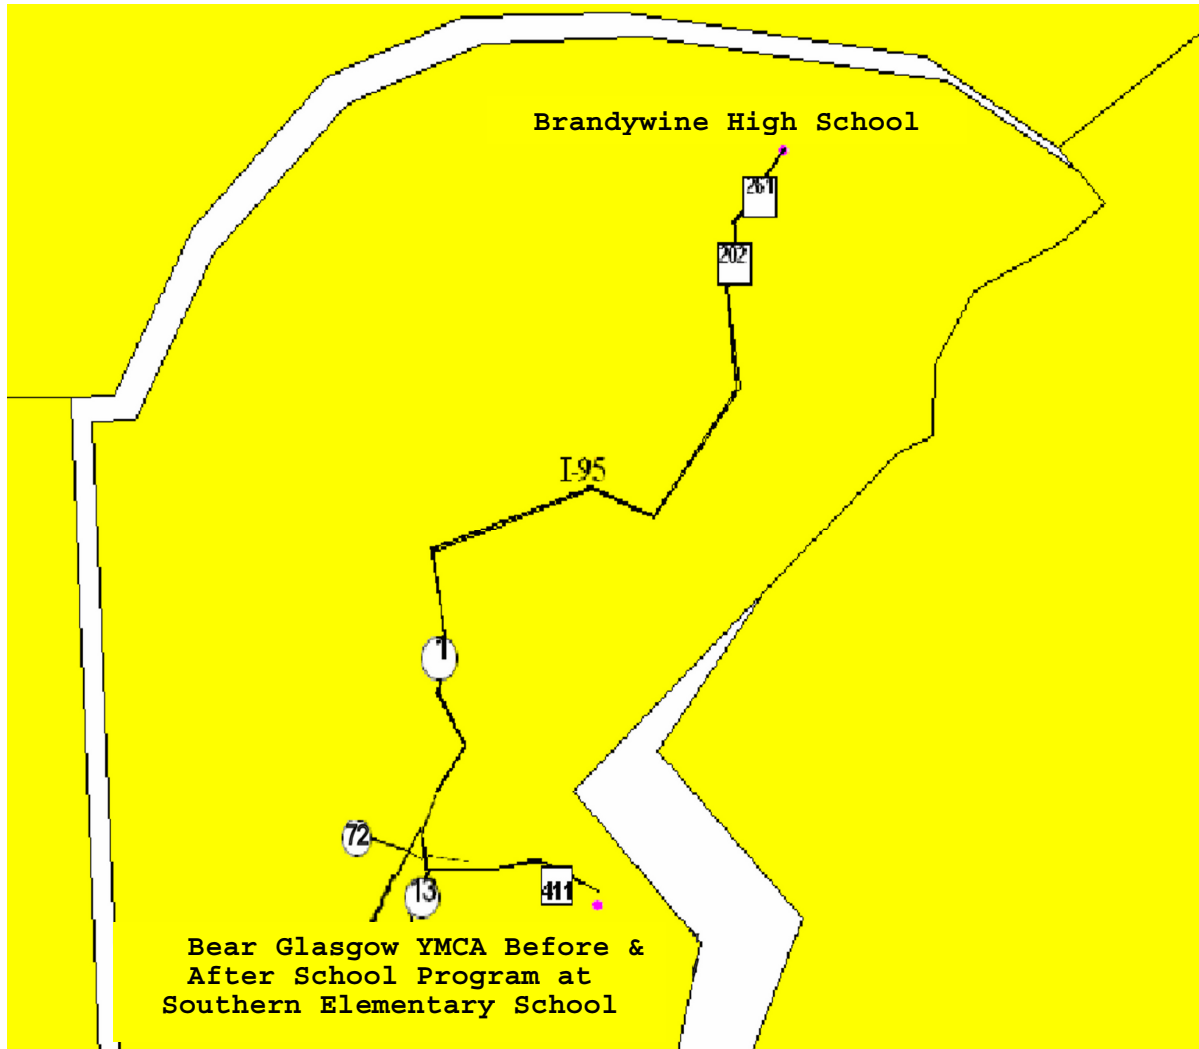 Brandywine High School
261
202
I-95
1
72
13
411
Bear Glasgow YMCA Before &
After School Program at
Southern Elementary School